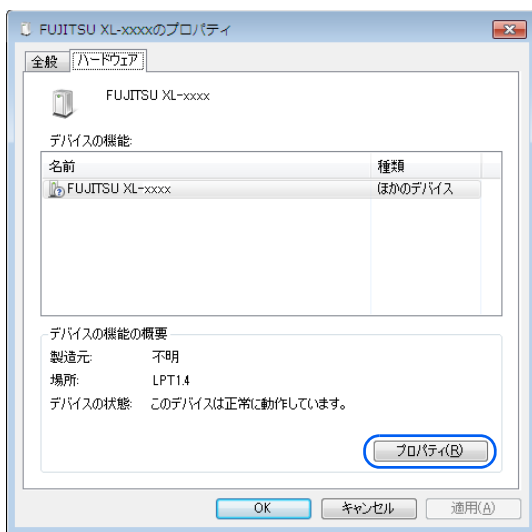 FUJITSU XL-xxxxのプロパティ
全般 ハードウェア
FUJITSU XL-xxxx
デバイスの機能:
名前 種類
FUJITSU XL-xxxx ほかのデバイス
デバイスの機能の概要
製造元: 不明
場所: LPT1.4
デバイスの状態: このデバイスは正常に動作しています。
プロパティ(R)
OK キャンセル 適用(A)